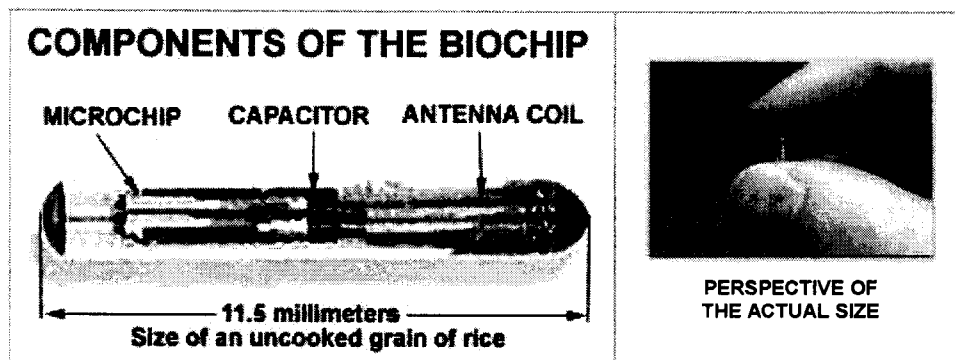 COMPONENTS OF THE BIOCHIP
MICROCHIP CAPACITOR ANTENNA COIL
11.5 millimeters
Size of an uncooked grain of rice
PERSPECTIVE OF
THE ACTUAL SIZE